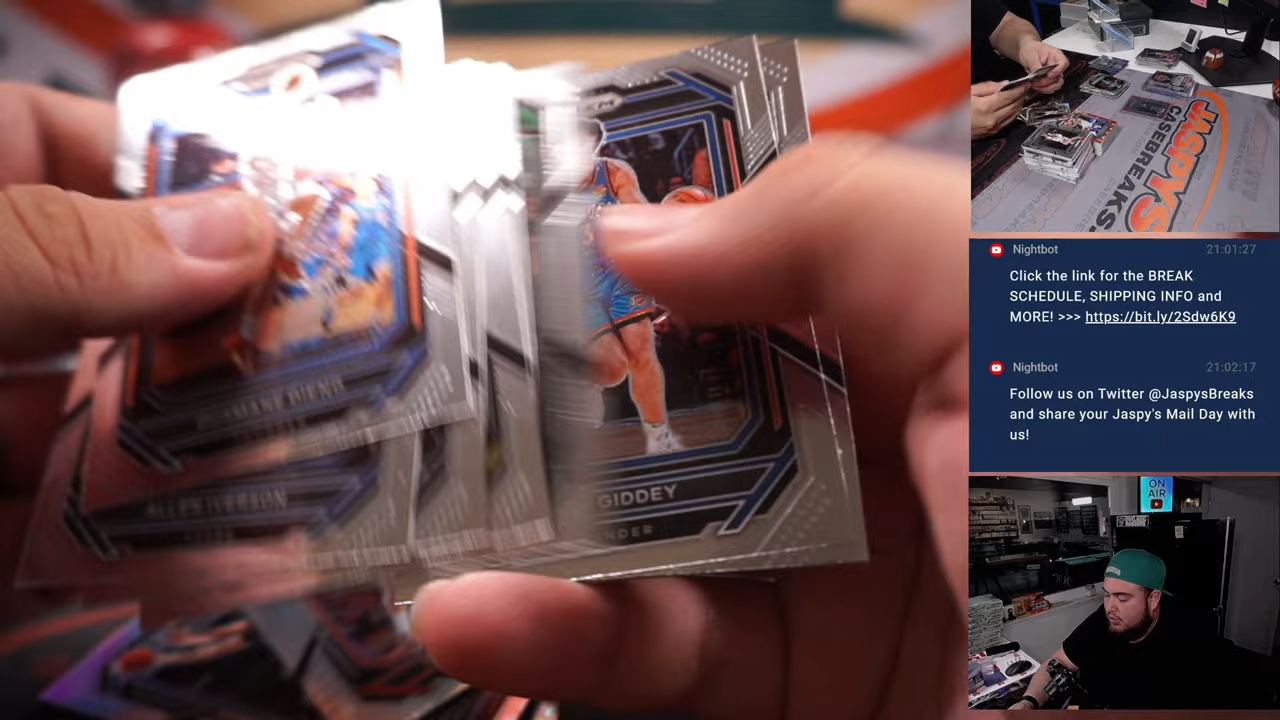 GIDDEY
ALLEN IVERSON
JASPYS
CASEBREAKS
Nightbot 21:01:27
Click the link for the BREAK
SCHEDULE, SHIPPING INFO and
MORE! >>> https://bit.ly/2Sdw6K9
Nightbot 21:02:17
Follow us on Twitter @JaspysBreaks
and share your Jaspy's Mail Day with
us!
ON
AIR